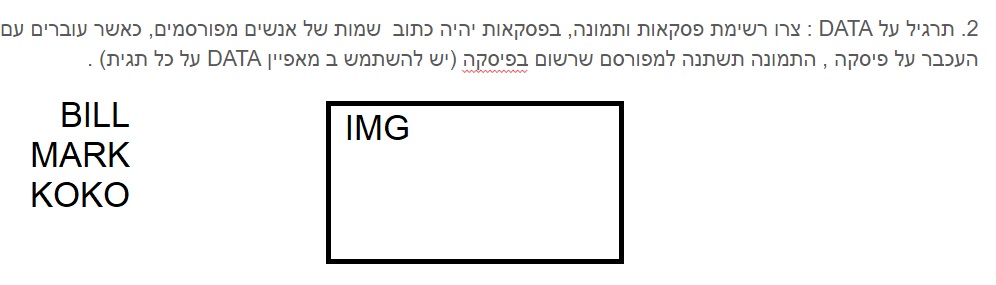 2. תרגיל על DATA : צרו רשימת פסקאות ותמונה, בפסקאות יהיה כתוב שמות של אנשים מפורסמים, כאשר עוברים עם
העכבר על פיסקה , התמונה תשתנה למפורסם שרשום בפיסקה (יש להשתמש ב מאפיין DATA על כל תגית) .
BILL
MARK
KOKO
IMG